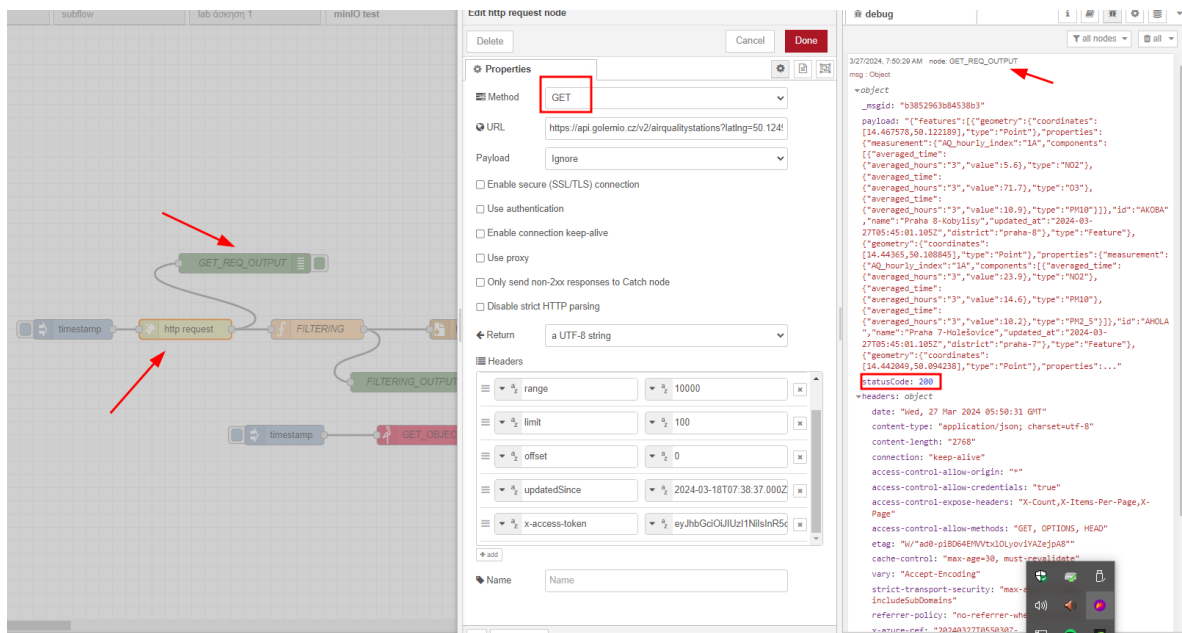 subflow
lab άσκηση 1
minIO test
Edit http request node
debug
Delete
Cancel
Done
all nodes
all
Properties
Method
GET
URL
https://api.golemio.cz/v2/airqualitystations?latlng=50.124
Payload
Ignore
Enable secure (SSL/TLS) connection
Use authentication
Enable connection keep-alive
Use proxy
Only send non-2xx responses to Catch node
Disable strict HTTP parsing
Return
a UTF-8 string
Headers
range
10000
limit
100
offset
0
updatedSince
2024-03-18T07:38:37.000Z
x-access-token
add
Name
Name
GET_REQ_OUTPUT
timestamp
http request
FILTERING
FILTERING_OUTPUT
timestamp
GET_OBJEC
3/27/2024, 7:50:29 AM node: GET_REQ_OUTPUT
msg : Object
object
_msgid: "b3852963b84538b3"
payload: "{"features":[{"geometry":{"coordinates":
[14.467578,50.122189],"type":"Point"},"properties":
{"measurement":{"AQ_hourly_index":"1A","components":
[{"averaged_time":
{"averaged_hours":"3","value":5.6},"type":"NO2"},
{"averaged_time":
{"averaged_hours":"3","value":71.7},"type":"O3"},
{"averaged_time":
{"averaged_hours":"3","value":10.9},"type":"PM10"}]},"id":"AKOBA"
,"name":"Praha 8-Kobylisy","updated_at":"2024-03-
27T05:45:01.105Z","district":"praha-8"},"type":"Feature"},
{"geometry":{"coordinates":
[14.44365,50.108845],"type":"Point"},"properties":{"measurement":
{"AQ_hourly_index":"1A","components":[{"averaged_time":
{"averaged_hours":"3","value":23.9},"type":"NO2"},
{"averaged_time":
{"averaged_hours":"3","value":14.6},"type":"PM10"},
{"averaged_time":
{"averaged_hours":"3","value":10.2},"type":"PM2_5"}]},"id":"AHOLA
","name":"Praha 7-Holešovice","updated_at":"2024-03-
27T05:45:01.105Z","district":"praha-7"},"type":"Feature"},
{"geometry":{"coordinates":
[14.442049,50.094238],"type":"Point"},"properties":..."
statusCode: 200
headers: object
date: "Wed, 27 Mar 2024 05:50:31 GMT"
content-type: "application/json; charset=utf-8"
content-length: "2768"
connection: "keep-alive"
access-control-allow-origin: "*"
access-control-allow-credentials: "true"
access-control-expose-headers: "X-Count,X-Items-Per-Page,X-
Page"
access-control-allow-methods: "GET, OPTIONS, HEAD"
etag:
cache-control: "max-age=30, must-revalidate"
vary: "Accept-Encoding"
strict-transport-security: "max-a
includeSubDomains"
referrer-policy: "no-referrer-whe
x-azure-ref: